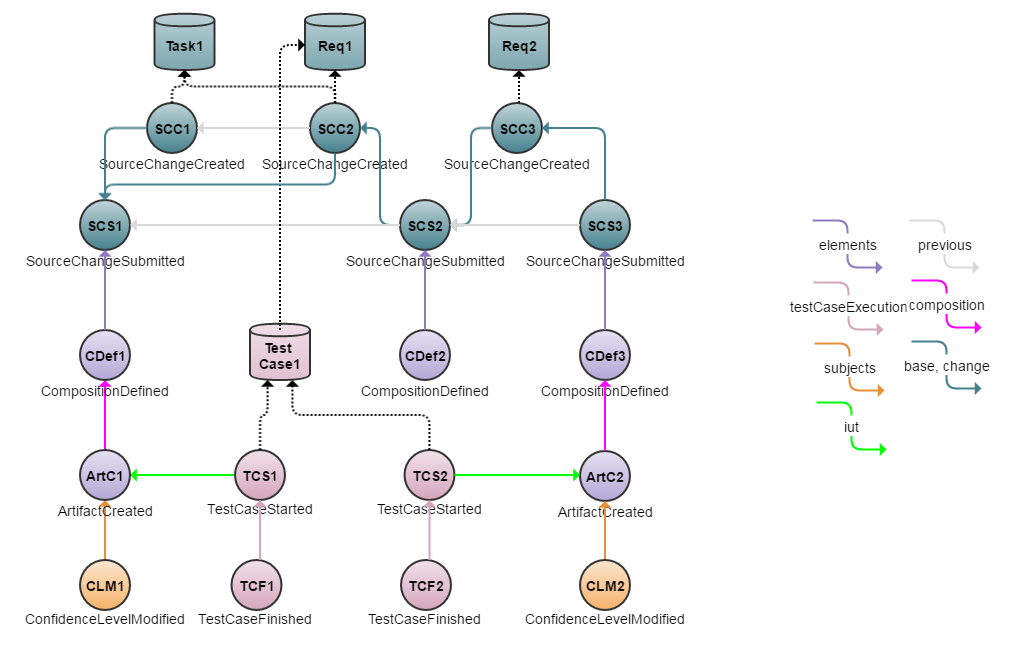 Task1
Req1
Req2
SCC1
SCC2
SCC3
SourceChangeCreated
SourceChangeCreated
SourceChangeCreated
SCS1
SCS2
SCS3
SourceChangeSubmitted
SourceChangeSubmitted
SourceChangeSubmitted
elements
previous
testCaseExecution
composition
subjects
base, change
iut
CDef1
Test
Case1
CDef2
CDef3
CompositionDefined
CompositionDefined
CompositionDefined
ArtC1
TCS1
TCS2
ArtC2
ArtifactCreated
TestCaseStarted
TestCaseStarted
ArtifactCreated
CLM1
TCF1
TCF2
CLM2
ConfidenceLevelModified
TestCaseFinished
TestCaseFinished
ConfidenceLevelModified